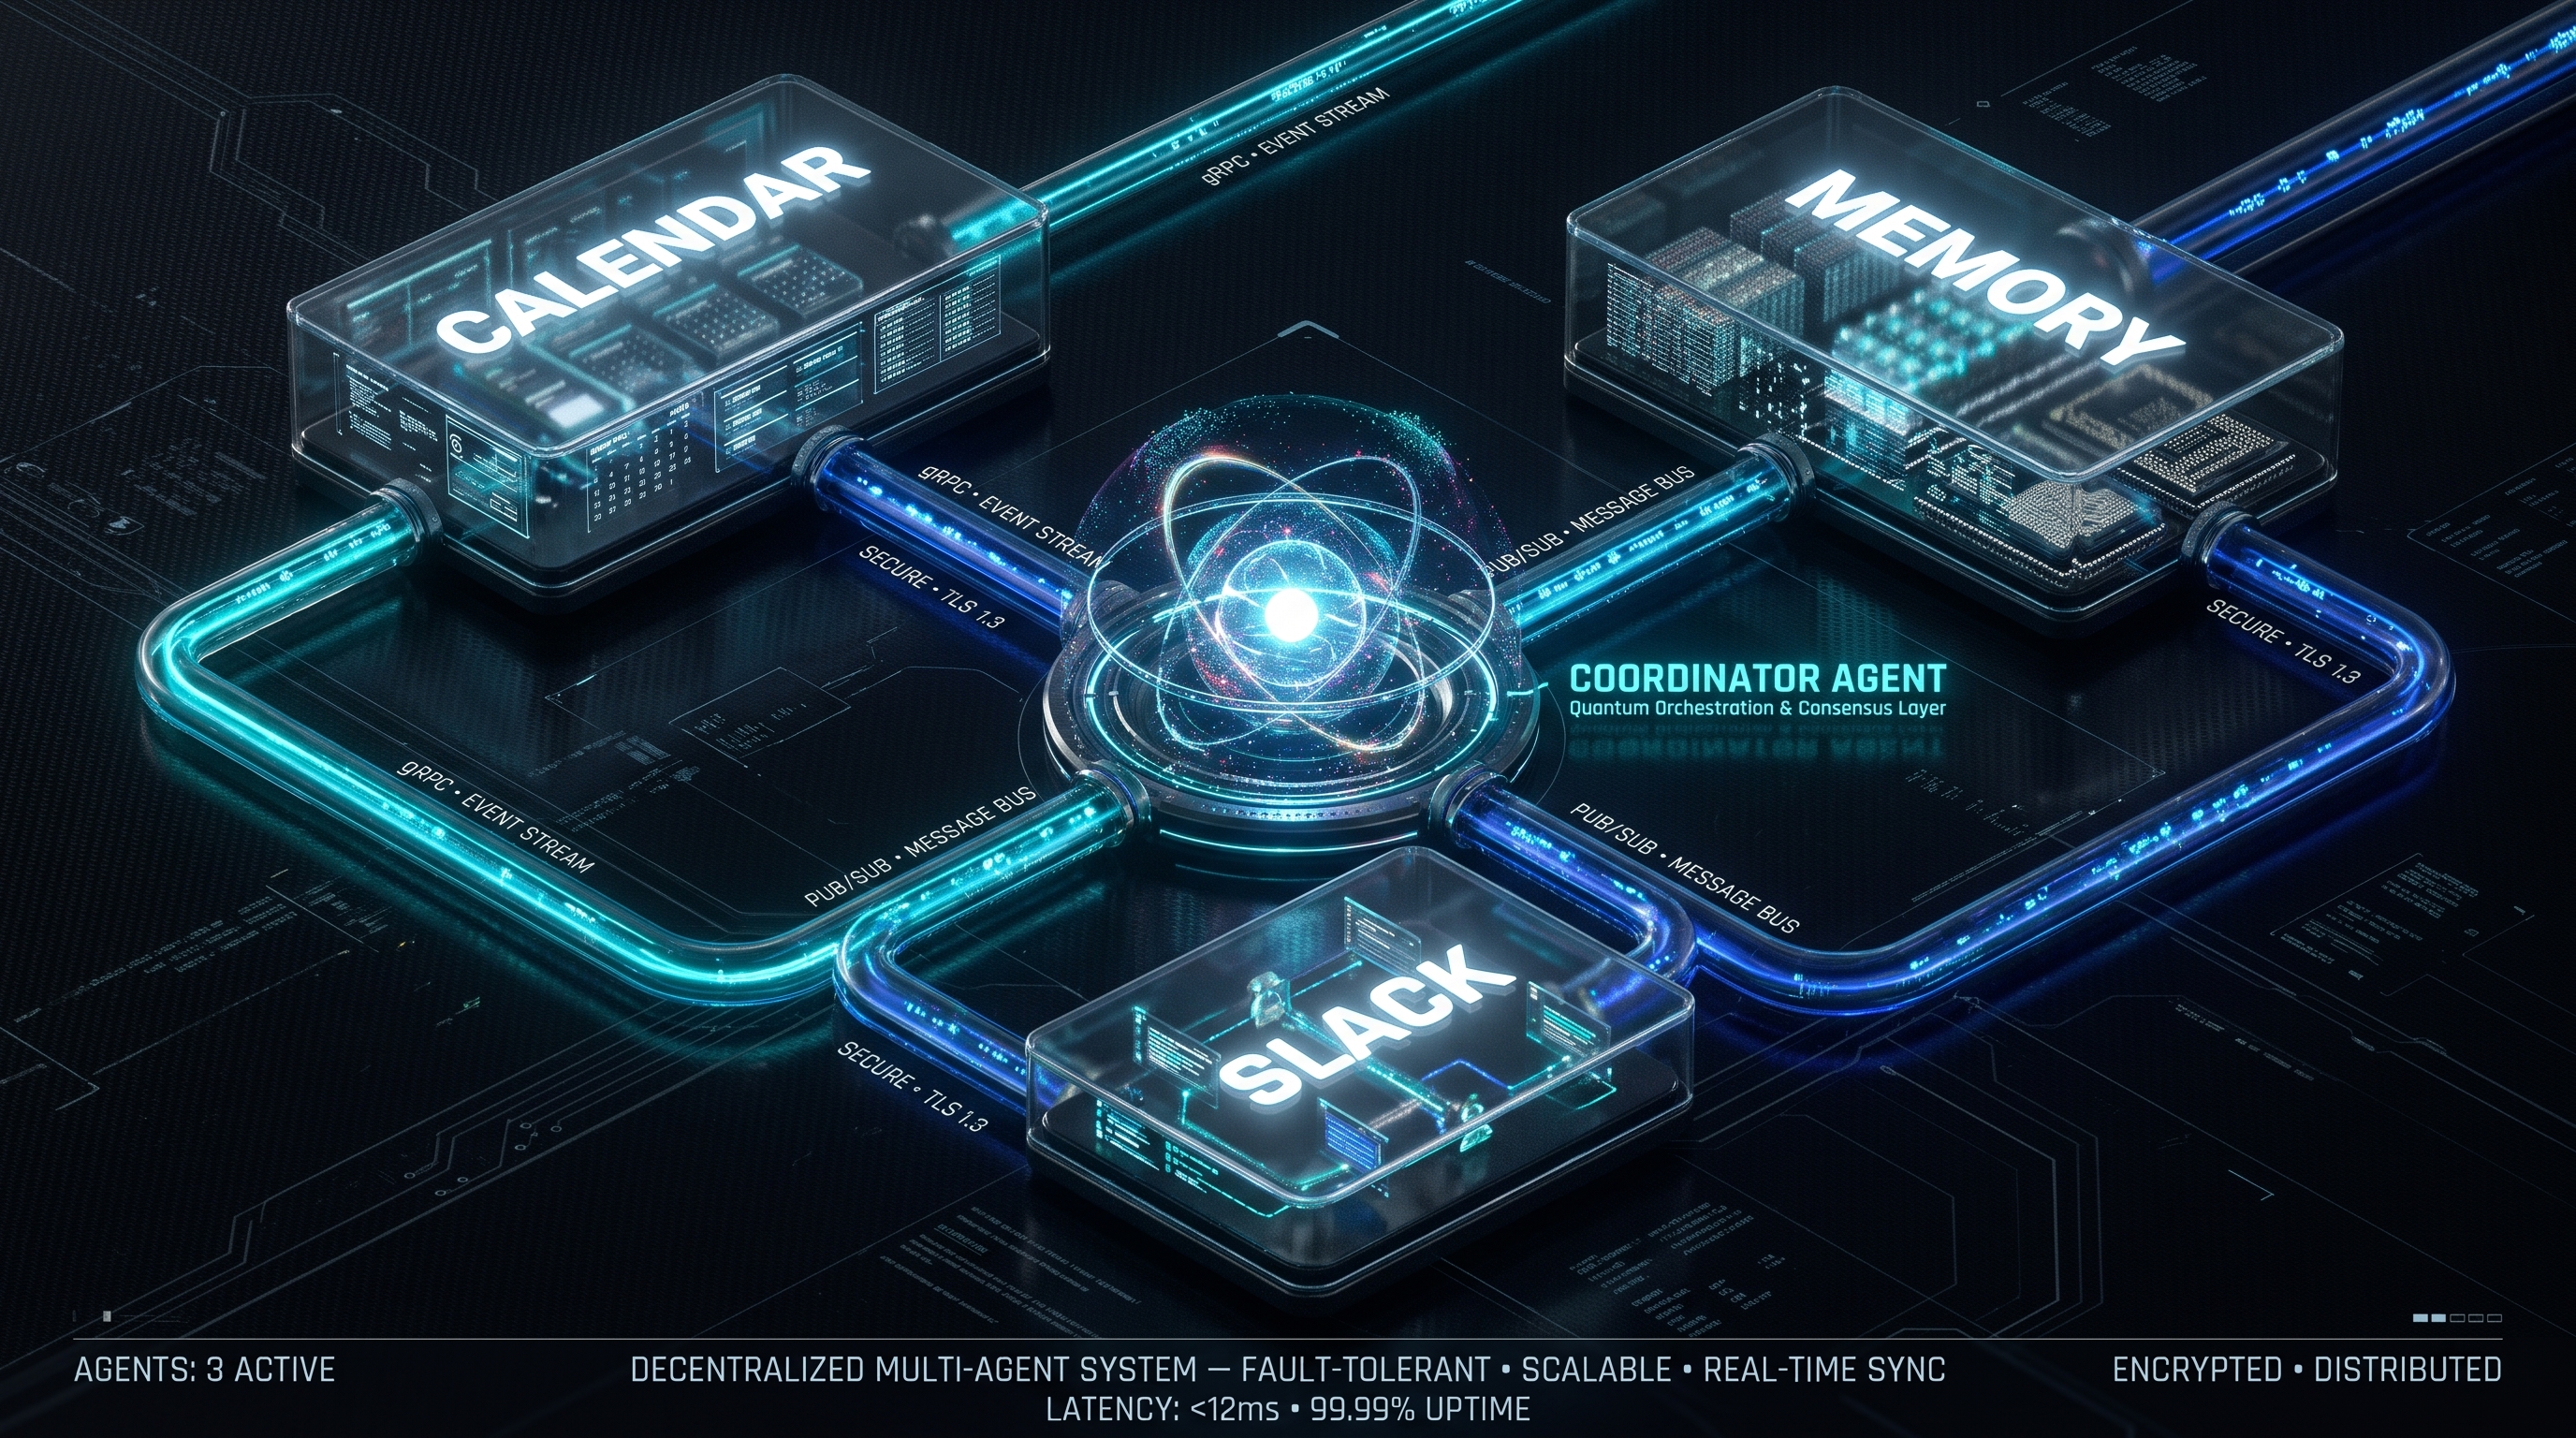 gRPC • EVENT STREAM
CALENDAR
MEMORY
gRPC • EVENT STREAM
SECURE • TLS 1.3
PUB/SUB • MESSAGE BUS
SECURE • TLS 1.3
COORDINATOR AGENT
Quantum Orchestration & Consensus Layer
gRPC • EVENT STREAM
PUB/SUB • MESSAGE BUS
PUB/SUB • MESSAGE BUS
SLACK
SECURE • TLS 1.3
AGENTS: 3 ACTIVE
DECENTRALIZED MULTI-AGENT SYSTEM — FAULT-TOLERANT • SCALABLE • REAL-TIME SYNC
LATENCY: <12ms • 99.99% UPTIME
ENCRYPTED • DISTRIBUTED